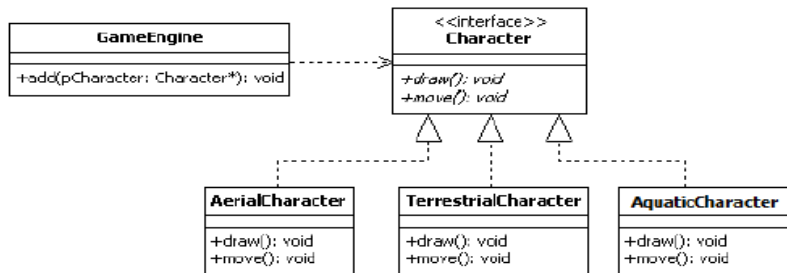 GameEngine
+add(pCharacter: Character*): void
<<interface>>
Character
+draw(): void
+move(): void
AerialCharacter
+draw(): void
+move(): void
TerrestrialCharacter
+draw(): void
+move(): void
AquaticCharacter
+draw(): void
+move(): void